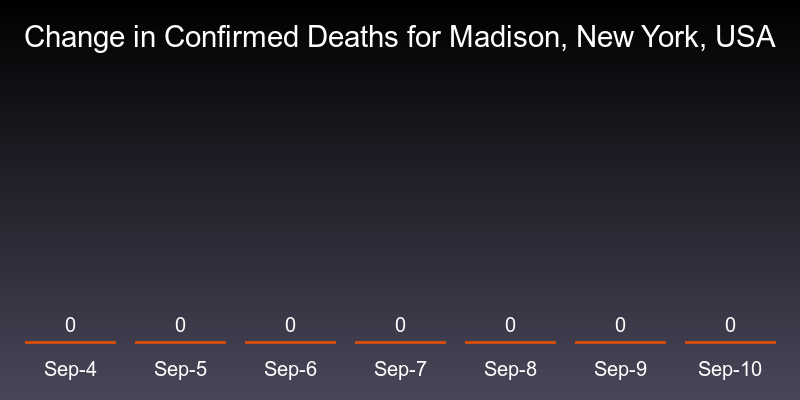 Change in Confirmed Deaths for Madison, New York, USA
0 0 0 0 0 0 0
Sep-4 Sep-5 Sep-6 Sep-7 Sep-8 Sep-9 Sep-10